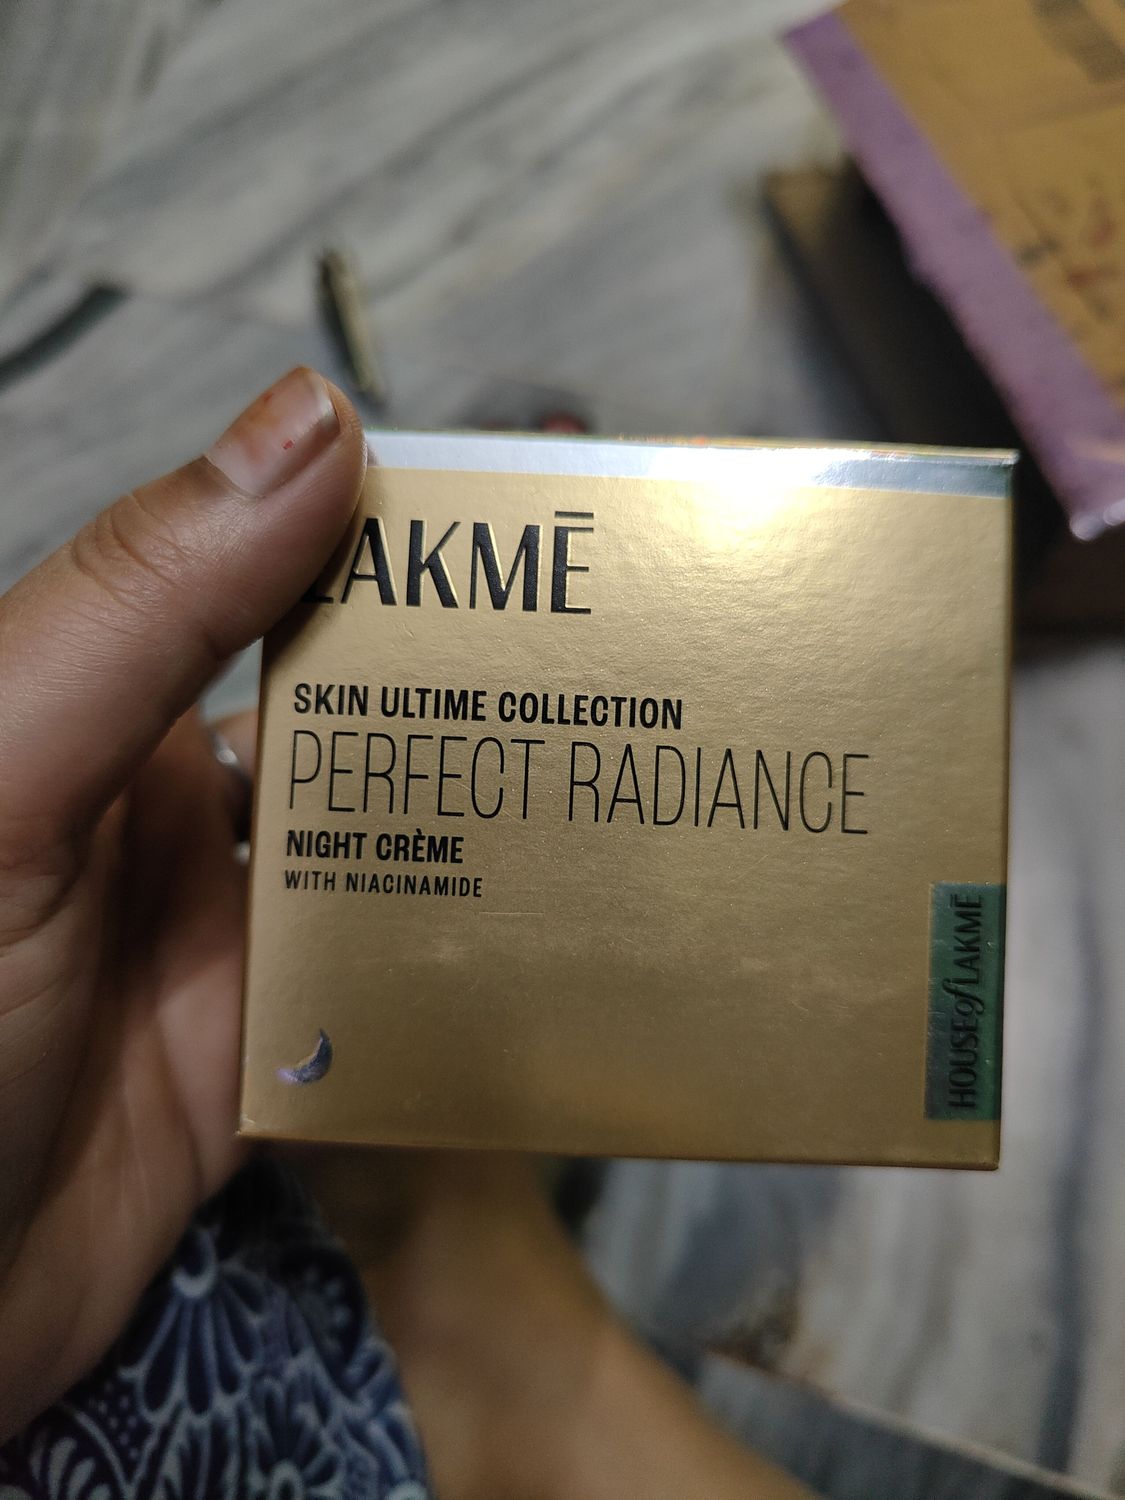 LAKMĒ
SKIN ULTIME COLLECTION
PERFECT RADIANCE
NIGHT CRÈME
WITH NIACINAMIDE
HOUSE of LAKMĒ